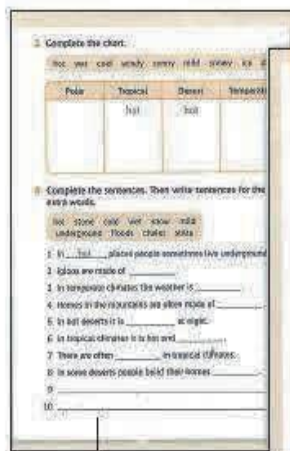 Complete the chart.
hot wet cool windy sunny mild snowy ice
Polar Tropical Desert Temperate
hot hot
Complete the sentences. Then write sentences for the
extra words.
hot stone cold wet snow mild
underground floods chalet
1 In hot places people sometimes live underground
2 Igloos are made of
3 In temperate climates the weather is
4 Homes in the mountains are often made of
5 In hot deserts it is at night.
6 In tropical climates it is hot and
7 There are often in tropical climates.
8 In some deserts people build their homes
9
10